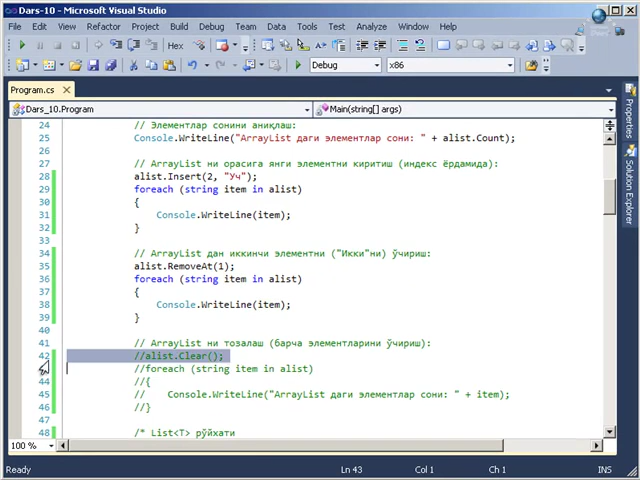 Dars-10 - Microsoft Visual Studio
File Edit View Refactor Project Build Debug Team Data Tools Test Analyze Window Help
Hex
Debug x86
Program.cs
Dars_10.Program Main(string[] args)
24 // Элементлар сонини аниқлаш:
25 Console.WriteLine("ArrayList даги элементлар сони: " + alist.Count);
26
27 // ArrayList ни орасига янги элементни киритиш (индекс ёрдамида):
28 alist.Insert(2, "Уч");
29 foreach (string item in alist)
30 {
31 Console.WriteLine(item);
32 }
33
34 // ArrayList дан иккинчи элементни ("Икки"ни) ўчириш:
35 alist.RemoveAt(1);
36 foreach (string item in alist)
37 {
38 Console.WriteLine(item);
39 }
40
41 // ArrayList ни тозалаш (барча элементларини ўчириш):
42 //alist.Clear();
//foreach (string item in alist)
44 //{
45 // Console.WriteLine("ArrayList даги элементлар сони: " + item);
46 //}
47
48 /* List<T> рўйхати
100 %
Ready Ln 43 Col 1 Ch 1 INS
Properties
Solution Explorer